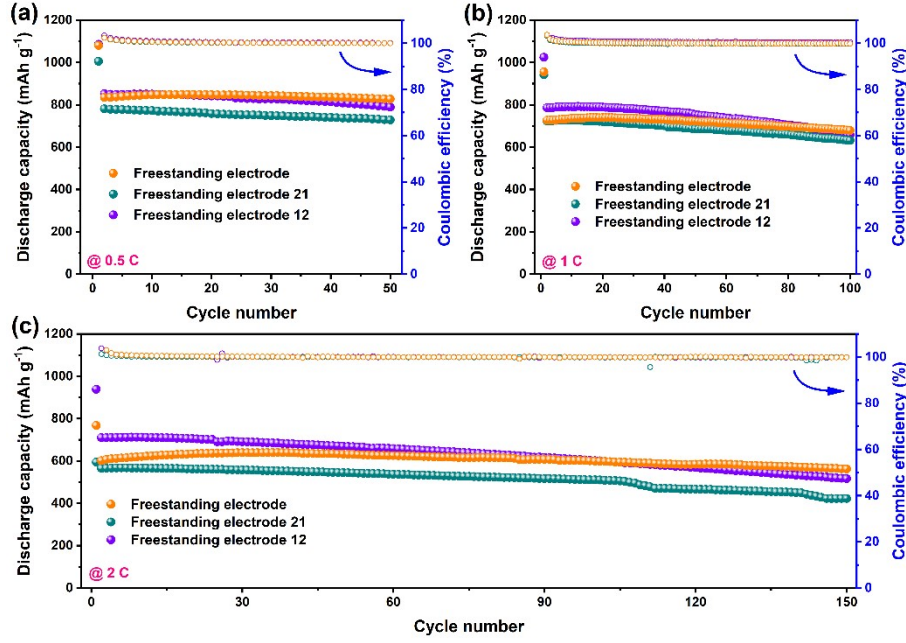 (a)
1200
1000
800
600
400
200
0
Discharge capacity (mAh g⁻¹)
100
80
60
40
20
0
Coulombic efficiency (%)
Freestanding electrode
Freestanding electrode 21
Freestanding electrode 12
@ 0.5 C
0 10 20 30 40 50
Cycle number
(b)
1200
1000
800
600
400
200
0
Discharge capacity (mAh g⁻¹)
100
80
60
40
20
0
Coulombic efficiency (%)
Freestanding electrode
Freestanding electrode 21
Freestanding electrode 12
@ 1 C
0 20 40 60 80 100
Cycle number
(c)
1200
1000
800
600
400
200
0
Discharge capacity (mAh g⁻¹)
100
80
60
40
20
0
Coulombic efficiency (%)
Freestanding electrode
Freestanding electrode 21
Freestanding electrode 12
@ 2 C
0 30 60 90 120 150
Cycle number